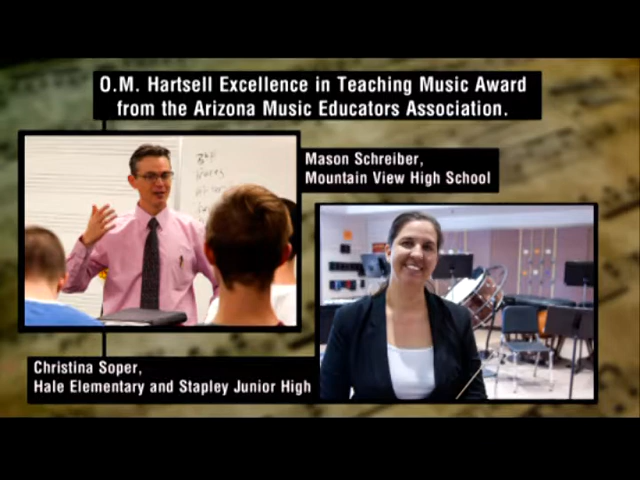 O.M. Hartsell Excellence in Teaching Music Award
from the Arizona Music Educators Association.
Mason Schreiber,
Mountain View High School
Christina Soper,
Hale Elementary and Stapley Junior High